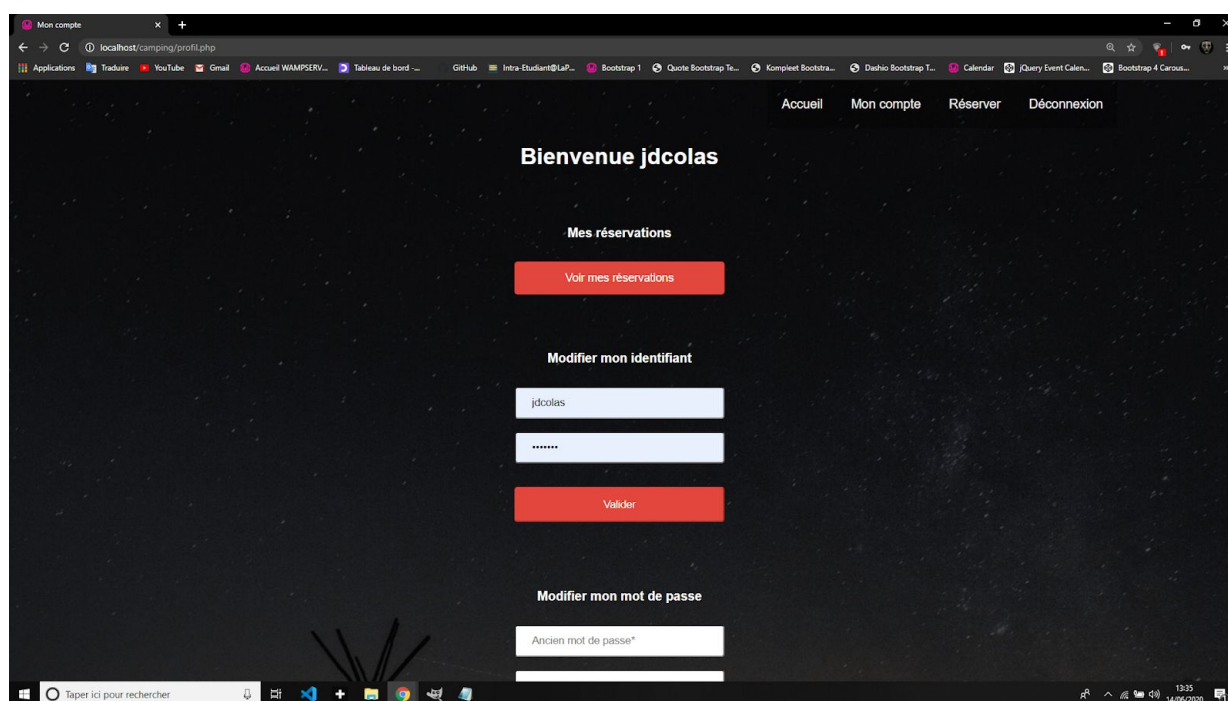 Mon compte
localhost/camping/profil.php
Applications Traduire YouTube Gmail Accueil WAMPSERV... Tableau de bord -... GitHub Intra-Etudiant@LaP... Bootstrap 1 Quote Bootstrap Te... Kompleet Bootstra... Dashio Bootstrap T... Calendar jQuery Event Calen... Bootstrap 4 Carous...
Accueil Mon compte Réserver Déconnexion
Bienvenue jdcolas
Mes réservations
Voir mes réservations
Modifier mon identifiant
jdcolas
Valider
Modifier mon mot de passe
Ancien mot de passe*
Taper ici pour rechercher
13:35
14/06/2020